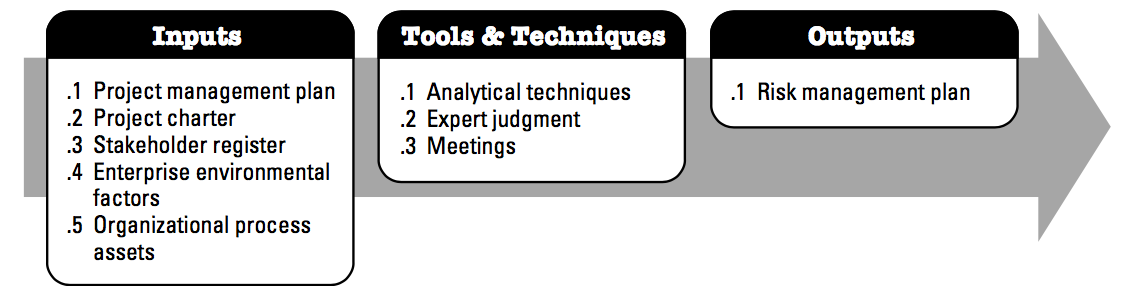 Inputs
.1 Project management plan
.2 Project charter
.3 Stakeholder register
.4 Enterprise environmental
factors
.5 Organizational process
assets
Tools & Techniques
.1 Analytical techniques
.2 Expert judgment
.3 Meetings
Outputs
.1 Risk management plan